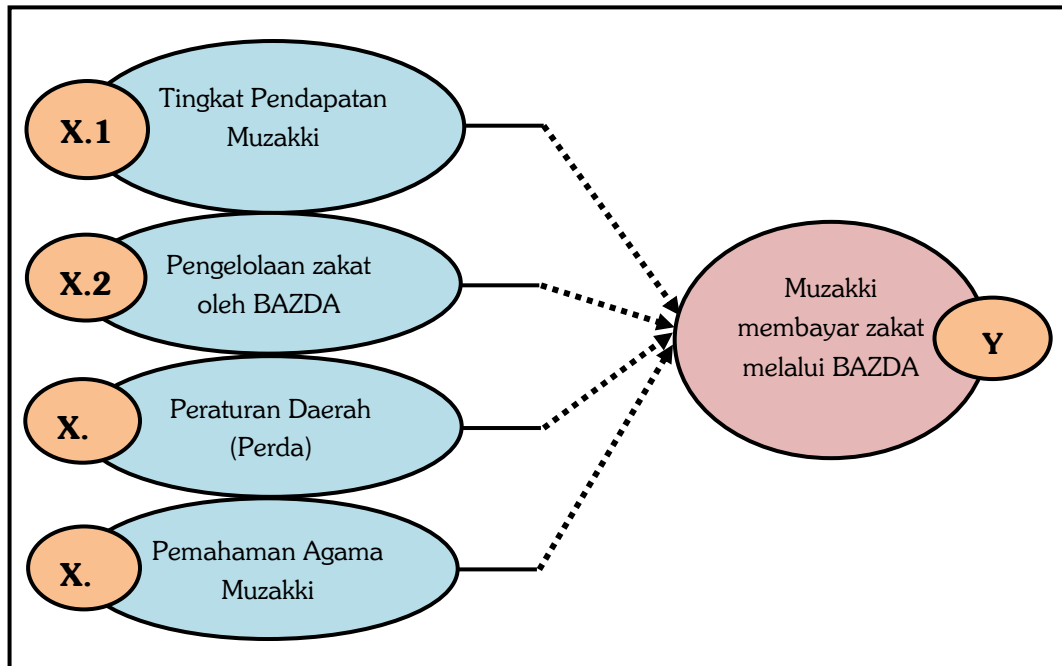 X.1
Tingkat Pendapatan
Muzakki
X.2
Pengelolaan zakat
oleh BAZDA
X.
Peraturan Daerah
(Perda)
X.
Pemahaman Agama
Muzakki
Muzakki
membayar zakat
melalui BAZDA
Y